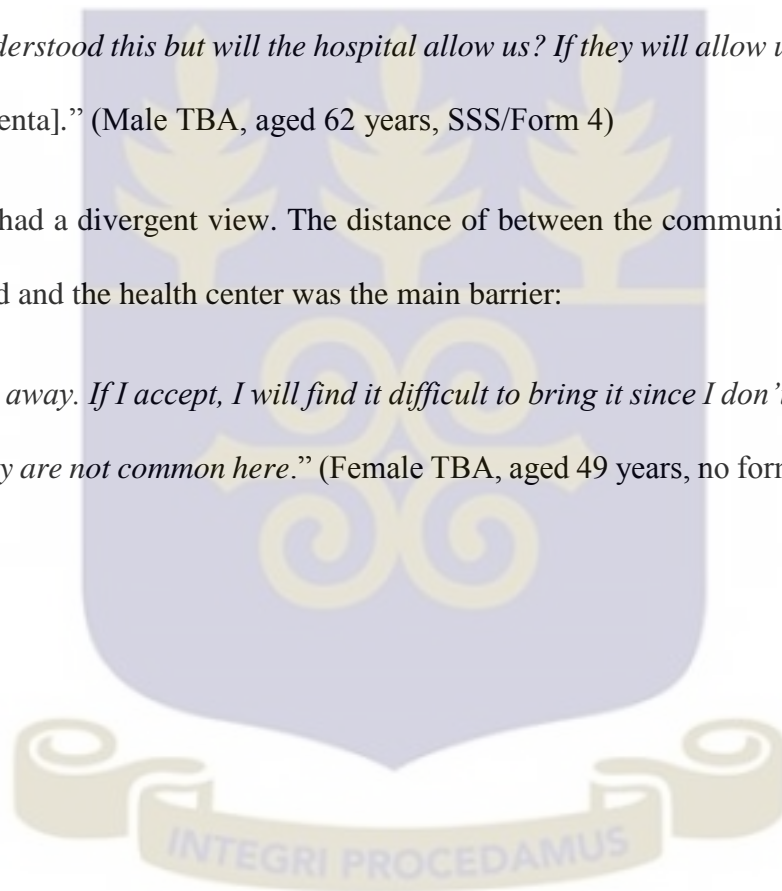 derstood this but will the hospital allow us? If they will allow u
enta].” (Male TBA, aged 62 years, SSS/Form 4)
had a divergent view. The distance of between the communi
d and the health center was the main barrier:
away. If I accept, I will find it difficult to bring it since I don’
y are not common here.” (Female TBA, aged 49 years, no form
INTEGRI PROCEDAMUS